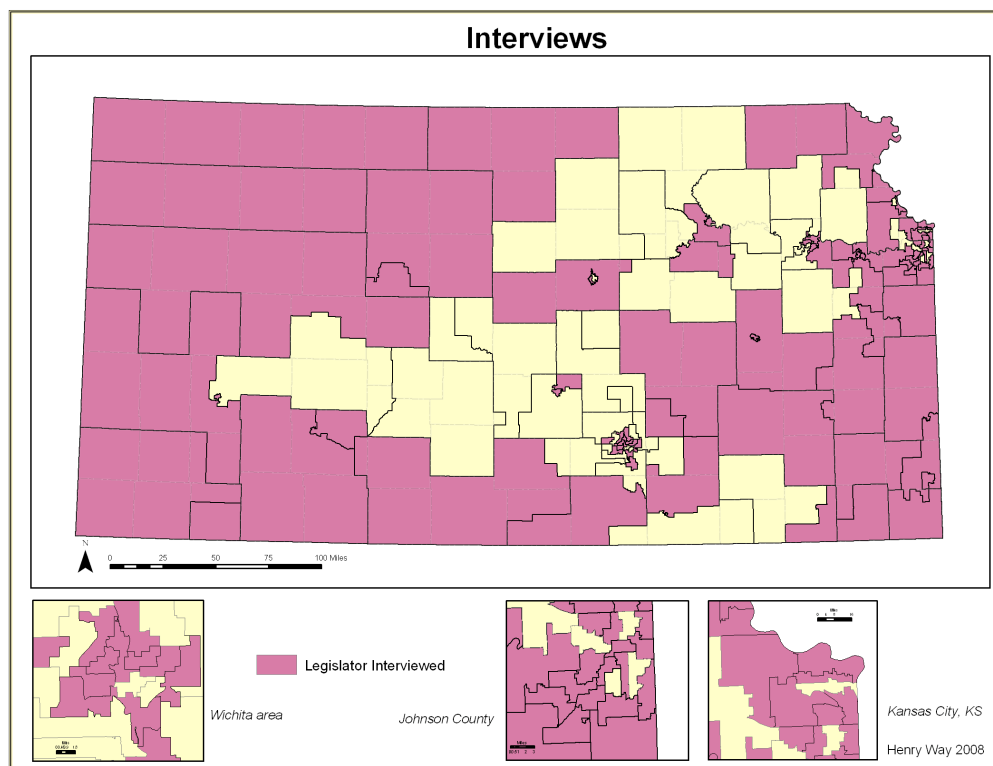 Interviews
N
0 25 50 75 100 Miles
Legislator Interviewed
Wichita area
Johnson County
Kansas City, KS
Henry Way 2008
Miles